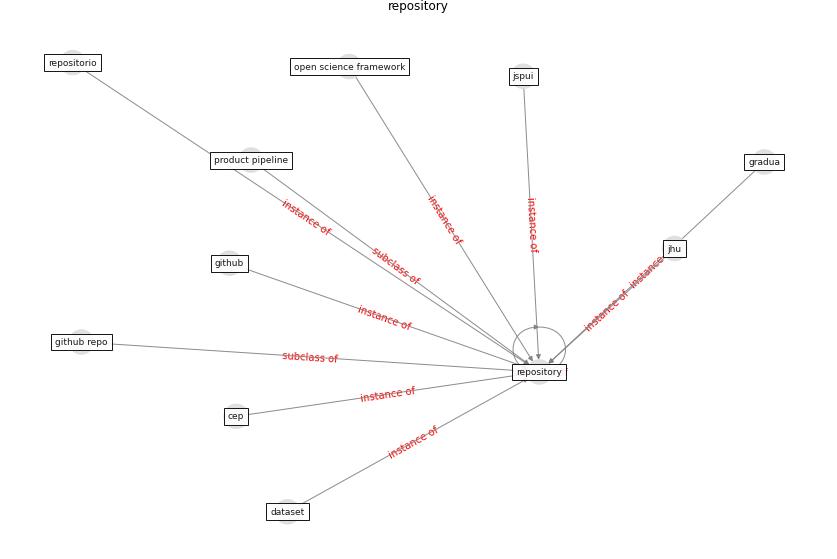 repository
repositorio
open science framework
jspui
product pipeline
gradua
instance of
instance of
instance of
jhu
subclass of
github
instance of
instance of
instance of
github repo
subclass of
repository
instance of
cep
instance of
dataset